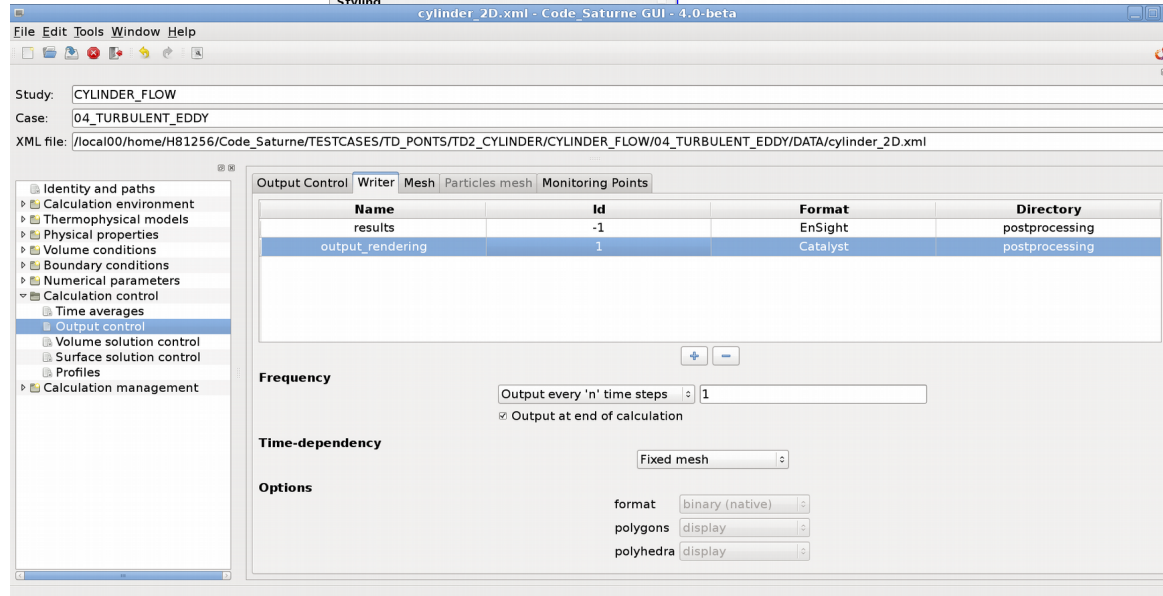 Styling
cylinder_2D.xml - Code_Saturne GUI - 4.0-beta
File Edit Tools Window Help
Study: CYLINDER_FLOW
Case: 04_TURBULENT_EDDY
XML file: /local00/home/H81256/Code_Saturne/TESTCASES/TD_PONTS/TD2_CYLINDER/CYLINDER_FLOW/04_TURBULENT_EDDY/DATA/cylinder_2D.xml
Identity and paths
Calculation environment
Thermophysical models
Physical properties
Volume conditions
Boundary conditions
Numerical parameters
Calculation control
Time averages
Output control
Volume solution control
Surface solution control
Profiles
Calculation management
Output Control Writer Mesh Particles mesh Monitoring Points
Name Id Format Directory
results -1 EnSight postprocessing
output_rendering 1 Catalyst postprocessing
Frequency
Output every 'n' time steps 1
Output at end of calculation
Time-dependency
Fixed mesh
Options
format binary (native)
polygons display
polyhedra display